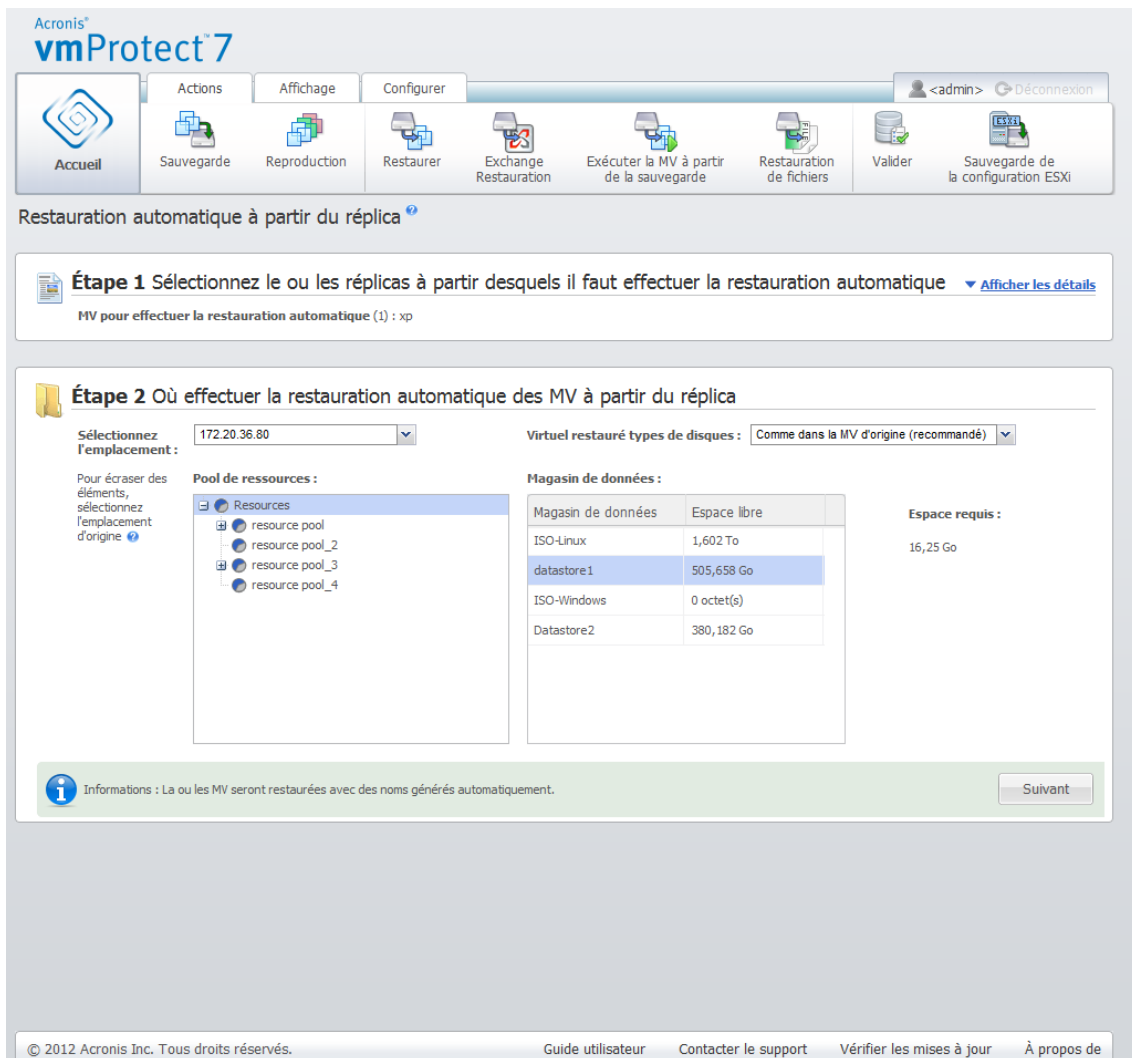 Acronis®
vmProtect™ 7
Actions Affichage Configurer <admin> Déconnexion
Accueil
Sauvegarde
Reproduction
Restaurer
Exchange
Restauration
Exécuter la MV à partir
de la sauvegarde
Restauration
de fichiers
Valider
ESXi
Sauvegarde de
la configuration ESXi
Restauration automatique à partir du réplica ?
Étape 1 Sélectionnez le ou les réplicas à partir desquels il faut effectuer la restauration automatique Afficher les détails
MV pour effectuer la restauration automatique (1) : xp
Étape 2 Où effectuer la restauration automatique des MV à partir du réplica
Sélectionnez
l'emplacement :
172.20.36.80
Virtuel restauré types de disques : Comme dans la MV d'origine (recommandé)
Pour écraser des
éléments,
sélectionnez
l'emplacement
d'origine ?
Pool de ressources :
Resources
resource pool
resource pool_2
resource pool_3
resource pool_4
Magasin de données :
Magasin de données Espace libre
ISO-Linux 1,602 To
datastore1 505,658 Go
ISO-Windows 0 octet(s)
Datastore2 380,182 Go
Espace requis :
16,25 Go
Informations : La ou les MV seront restaurées avec des noms générés automatiquement.
Suivant
© 2012 Acronis Inc. Tous droits réservés. Guide utilisateur Contacter le support Vérifier les mises à jour À propos de